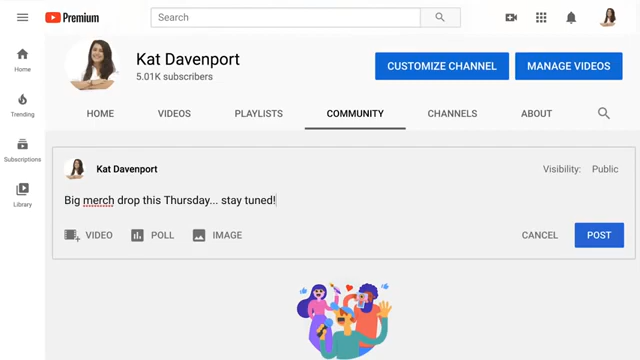 Premium
Search
Home
Trending
Subscriptions
Library
Kat Davenport
5.01K subscribers
CUSTOMIZE CHANNEL
MANAGE VIDEOS
HOME VIDEOS PLAYLISTS COMMUNITY CHANNELS ABOUT
Kat Davenport
Visibility: Public
Big merch drop this Thursday... stay tuned!
VIDEO POLL IMAGE
CANCEL POST